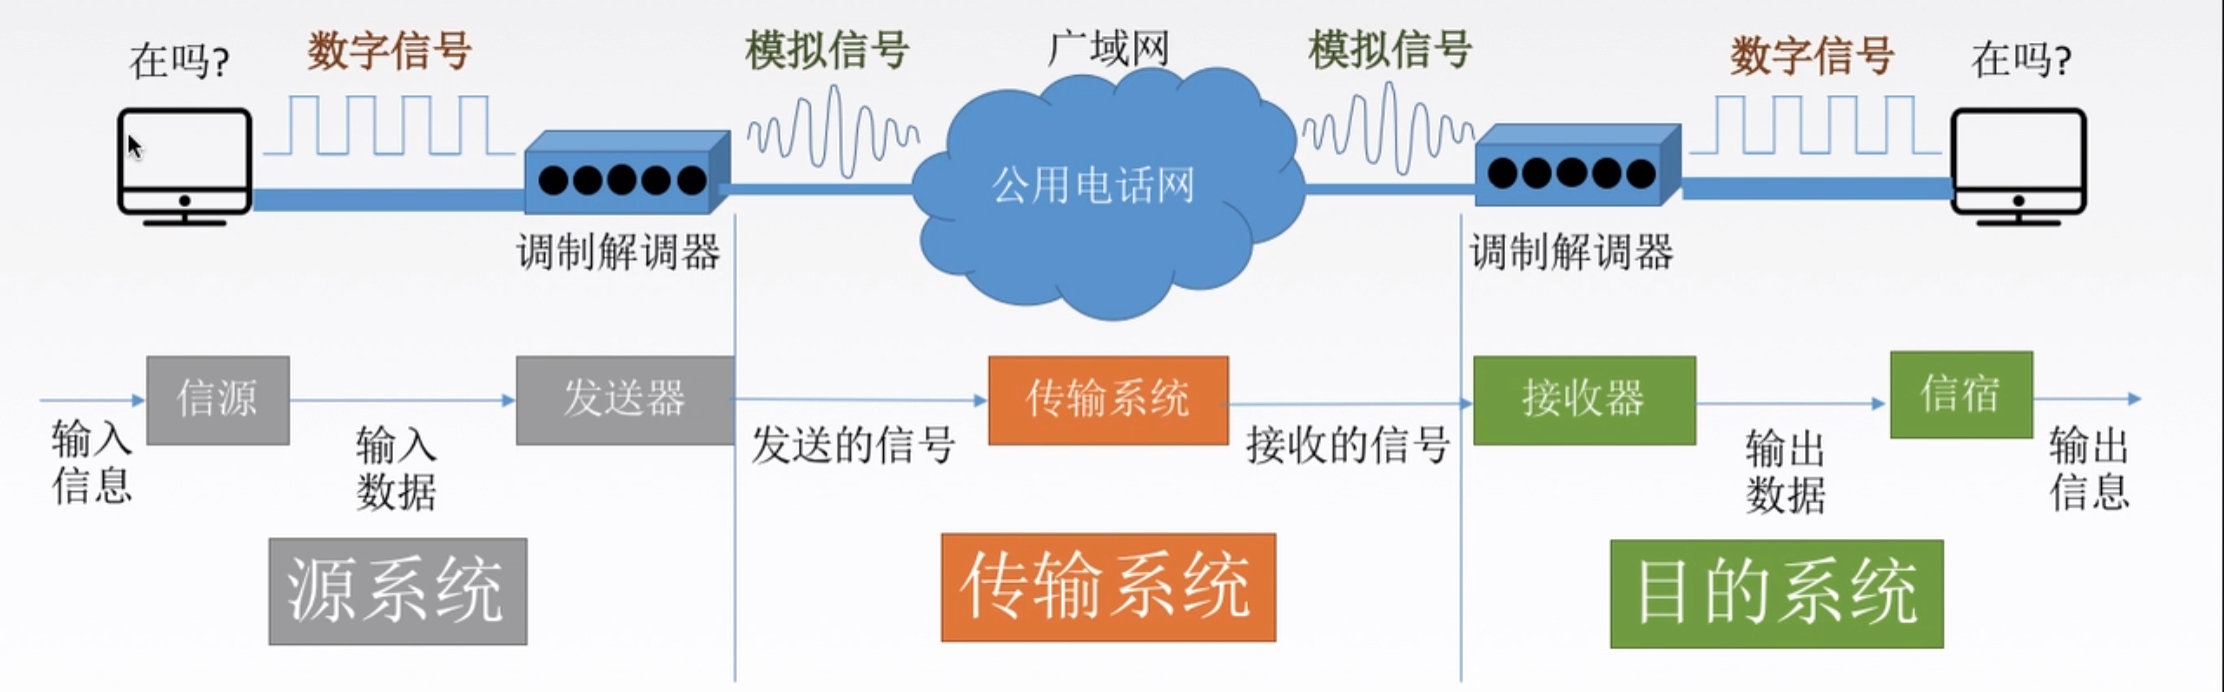 在吗?
数字信号
模拟信号
广域网
模拟信号
数字信号
在吗?
公用电话网
调制解调器
调制解调器
信源
发送器
传输系统
接收器
信宿
输入
信息
输入
数据
发送的信号
接收的信号
输出
数据
输出
信息
源系统
传输系统
目的系统